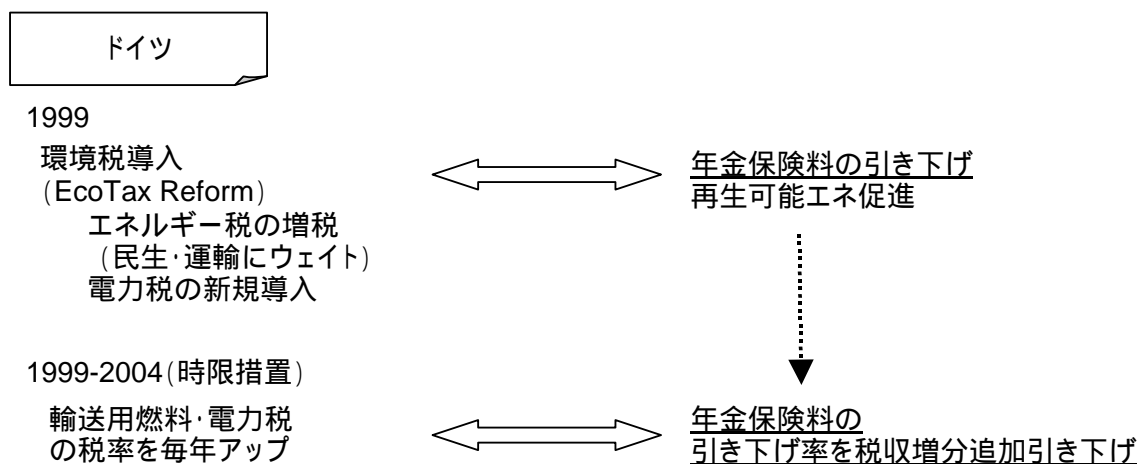 ドイツ
1999
環境税導入
(EcoTax Reform)
エネルギー税の増税
(民生・運輸にウェイト)
電力税の新規導入
年金保険料の引き下げ
再生可能エネ促進
1999-2004(時限措置)
輸送用燃料・電力税
の税率を毎年アップ
年金保険料の
引き下げ率を税収増分追加引き下げ